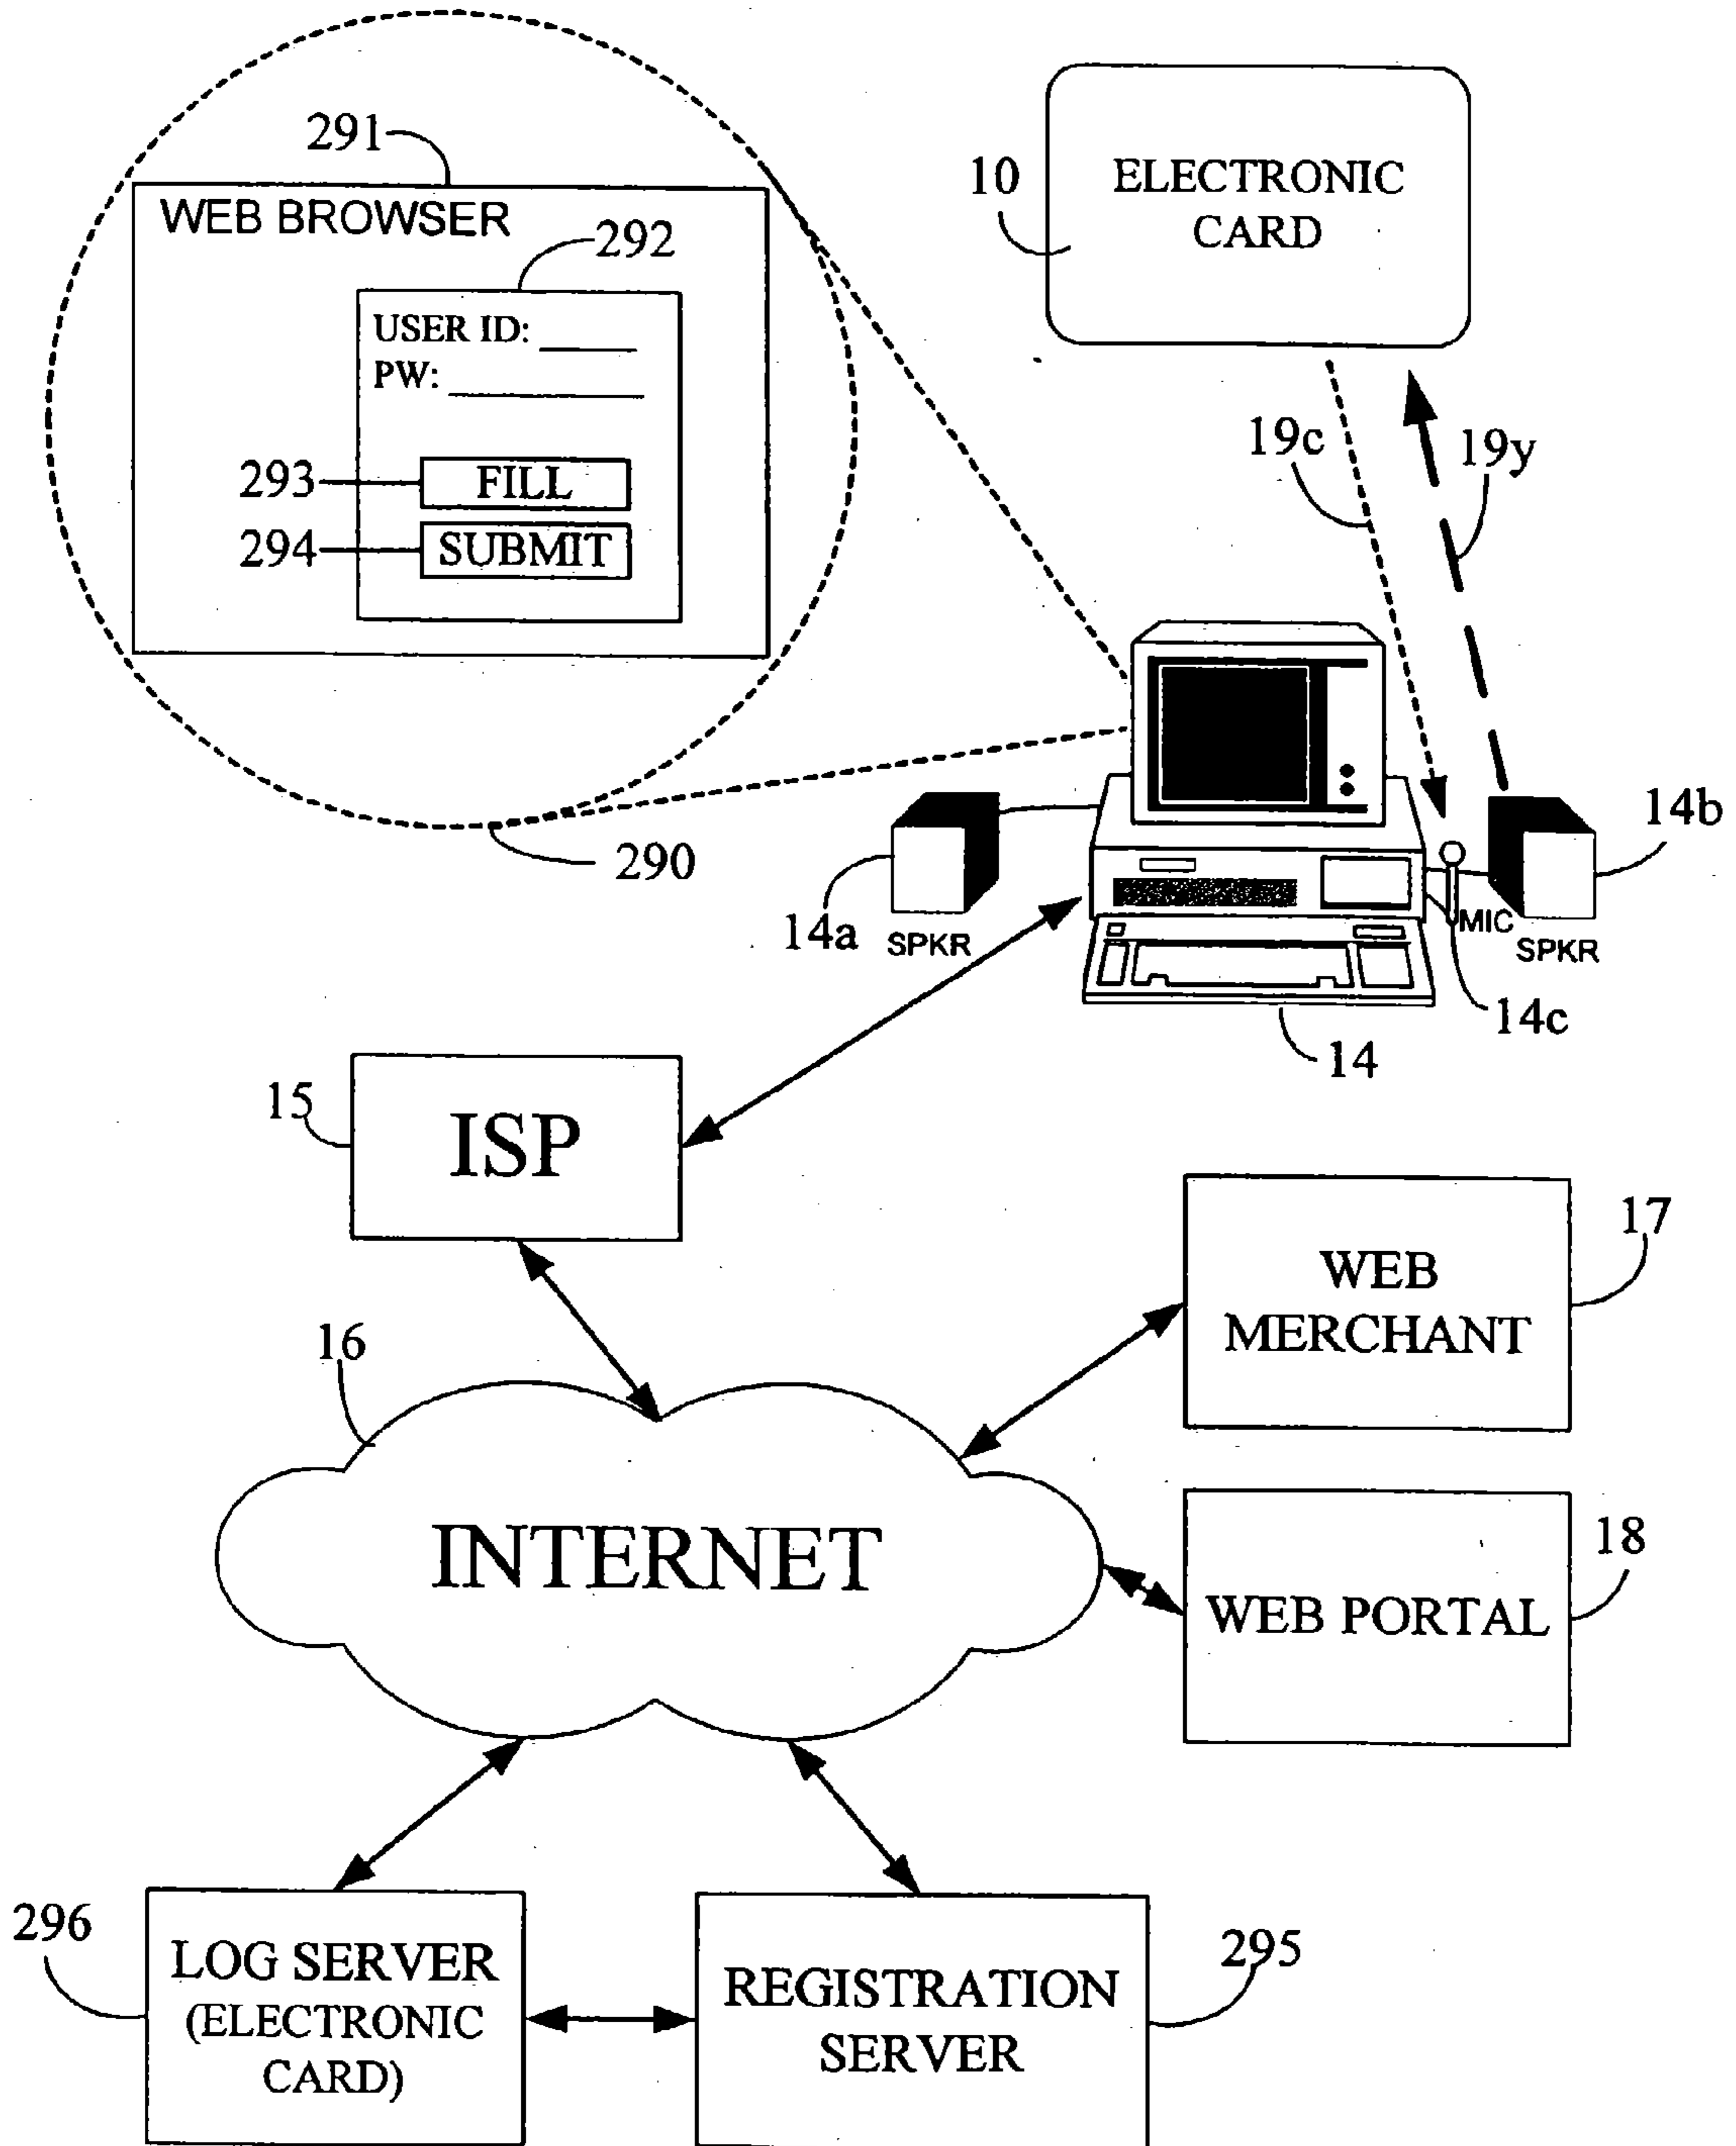 291
WEB BROWSER
292
USER ID: ______
PW: ____________
293
FILL
294
SUBMIT
290
10
ELECTRONIC
CARD
19c
19y
14a
SPKR
14b
MIC
SPKR
14c
14
15
ISP
17
WEB
MERCHANT
16
INTERNET
18
WEB PORTAL
296
LOG SERVER
(ELECTRONIC
CARD)
295
REGISTRATION
SERVER